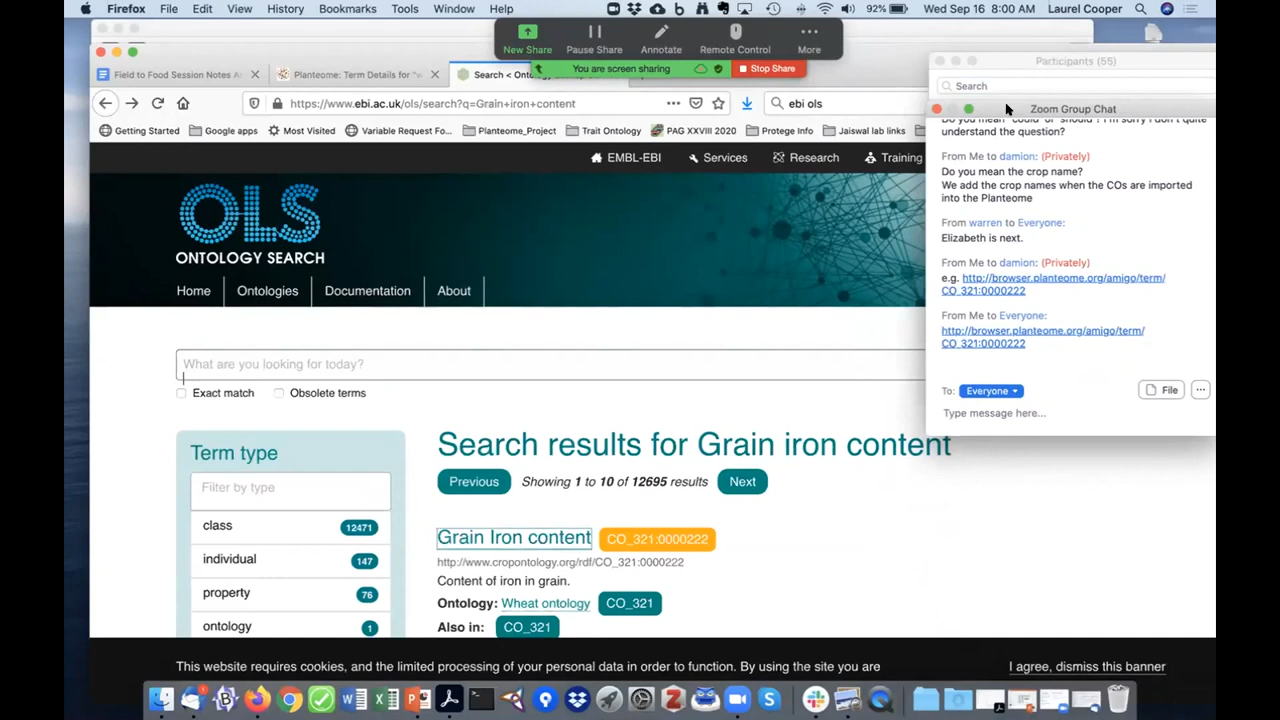 Firefox File Edit View History Bookmarks Tools Window Help 92% Wed Sep 16 8:00 AM Laurel Cooper
New Share Pause Share Annotate Remote Control More
You are screen sharing Stop Share
Field to Food Session Notes Planteome: Term Details for "w Search < Ontolog
https://www.ebi.ac.uk/ols/search?q=Grain+iron+content ebi ols
Getting Started Google apps Most Visited Variable Request Fo... Planteome_Project Trait Ontology PAG XXVIII 2020 Protege Info Jaiswal lab links
EMBL-EBI Services Research Training
OLS
ONTOLOGY SEARCH
Home Ontologies Documentation About
What are you looking for today?
Exact match Obsolete terms
Term type
Filter by type
class 12471
individual 147
property 76
ontology 1
Search results for Grain iron content
Previous Showing 1 to 10 of 12695 results Next
Grain Iron content CO_321:0000222
http://www.cropontology.org/rdf/CO_321:0000222
Content of iron in grain.
Ontology: Wheat ontology CO_321
Also in: CO_321
This website requires cookies, and the limited processing of your personal data in order to function. By using the site you are
I agree, dismiss this banner
Participants (55)
Search
Zoom Group Chat
Do you mean "could" or "should"? I'm sorry I don't quite
understand the question?
From Me to damion: (Privately)
Do you mean the crop name?
We add the crop names when the COs are imported
into the Planteome
From warren to Everyone:
Elizabeth is next.
From Me to damion: (Privately)
e.g. http://browser.planteome.org/amigo/term/
CO_321:0000222
From Me to Everyone:
http://browser.planteome.org/amigo/term/
CO_321:0000222
To: Everyone File
Type message here...